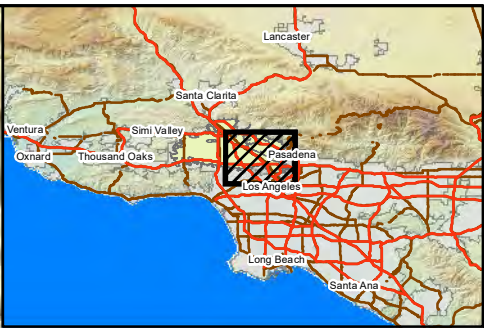 Lancaster
Santa Clarita
Ventura
Simi Valley
Oxnard
Thousand Oaks
Pasadena
Los Angeles
Long Beach
Santa Ana